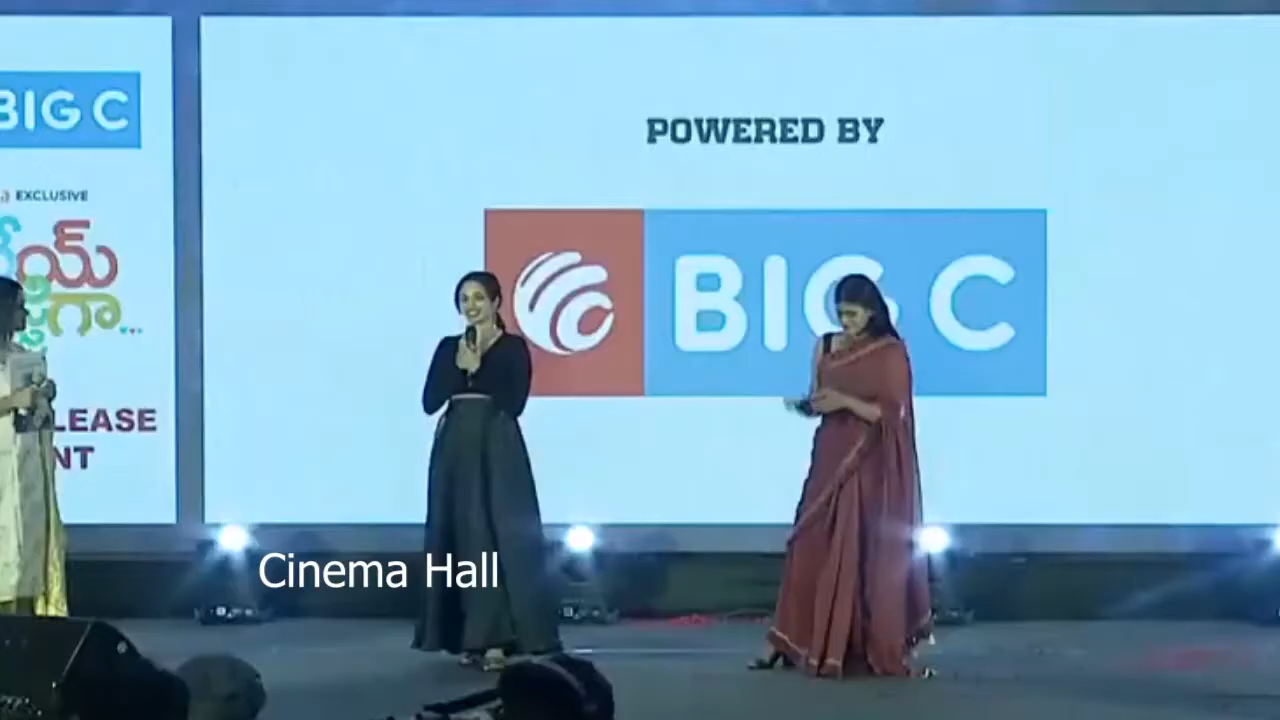 BIG C
EXCLUSIVE
గా
LEASE
NT
POWERED BY
BIG C
Cinema Hall